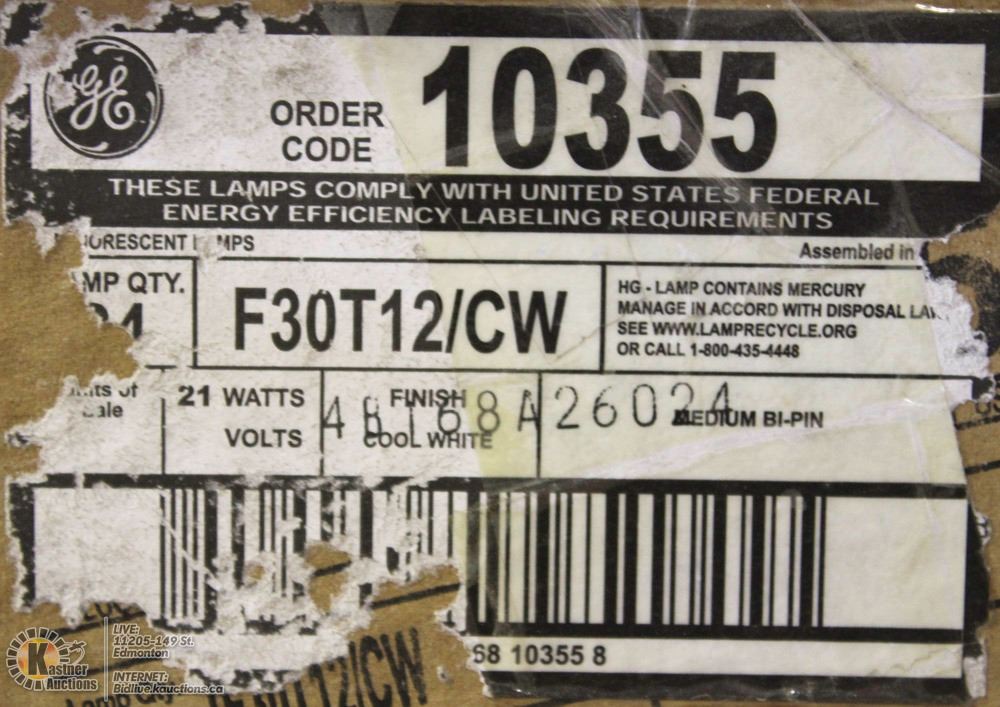 GE
ORDER CODE 10355
THESE LAMPS COMPLY WITH UNITED STATES FEDERAL
ENERGY EFFICIENCY LABELING REQUIREMENTS
Assembled in
QTY.
F30T12/CW
HG - LAMP CONTAINS MERCURY
MANAGE IN ACCORD WITH DISPOSAL
SEE WWW.LAMPRECYCLE.ORG
OR CALL 1-800-435-4448
21 WATTS
VOLTS
FINISH
COOL WHITE
MEDIUM BI-PIN
68 10355 8
Kastner
Auctions
LIVE:
11205-149 St.
Edmonton
INTERNET:
Bidlive.kauctions.ca
Lamp Qty